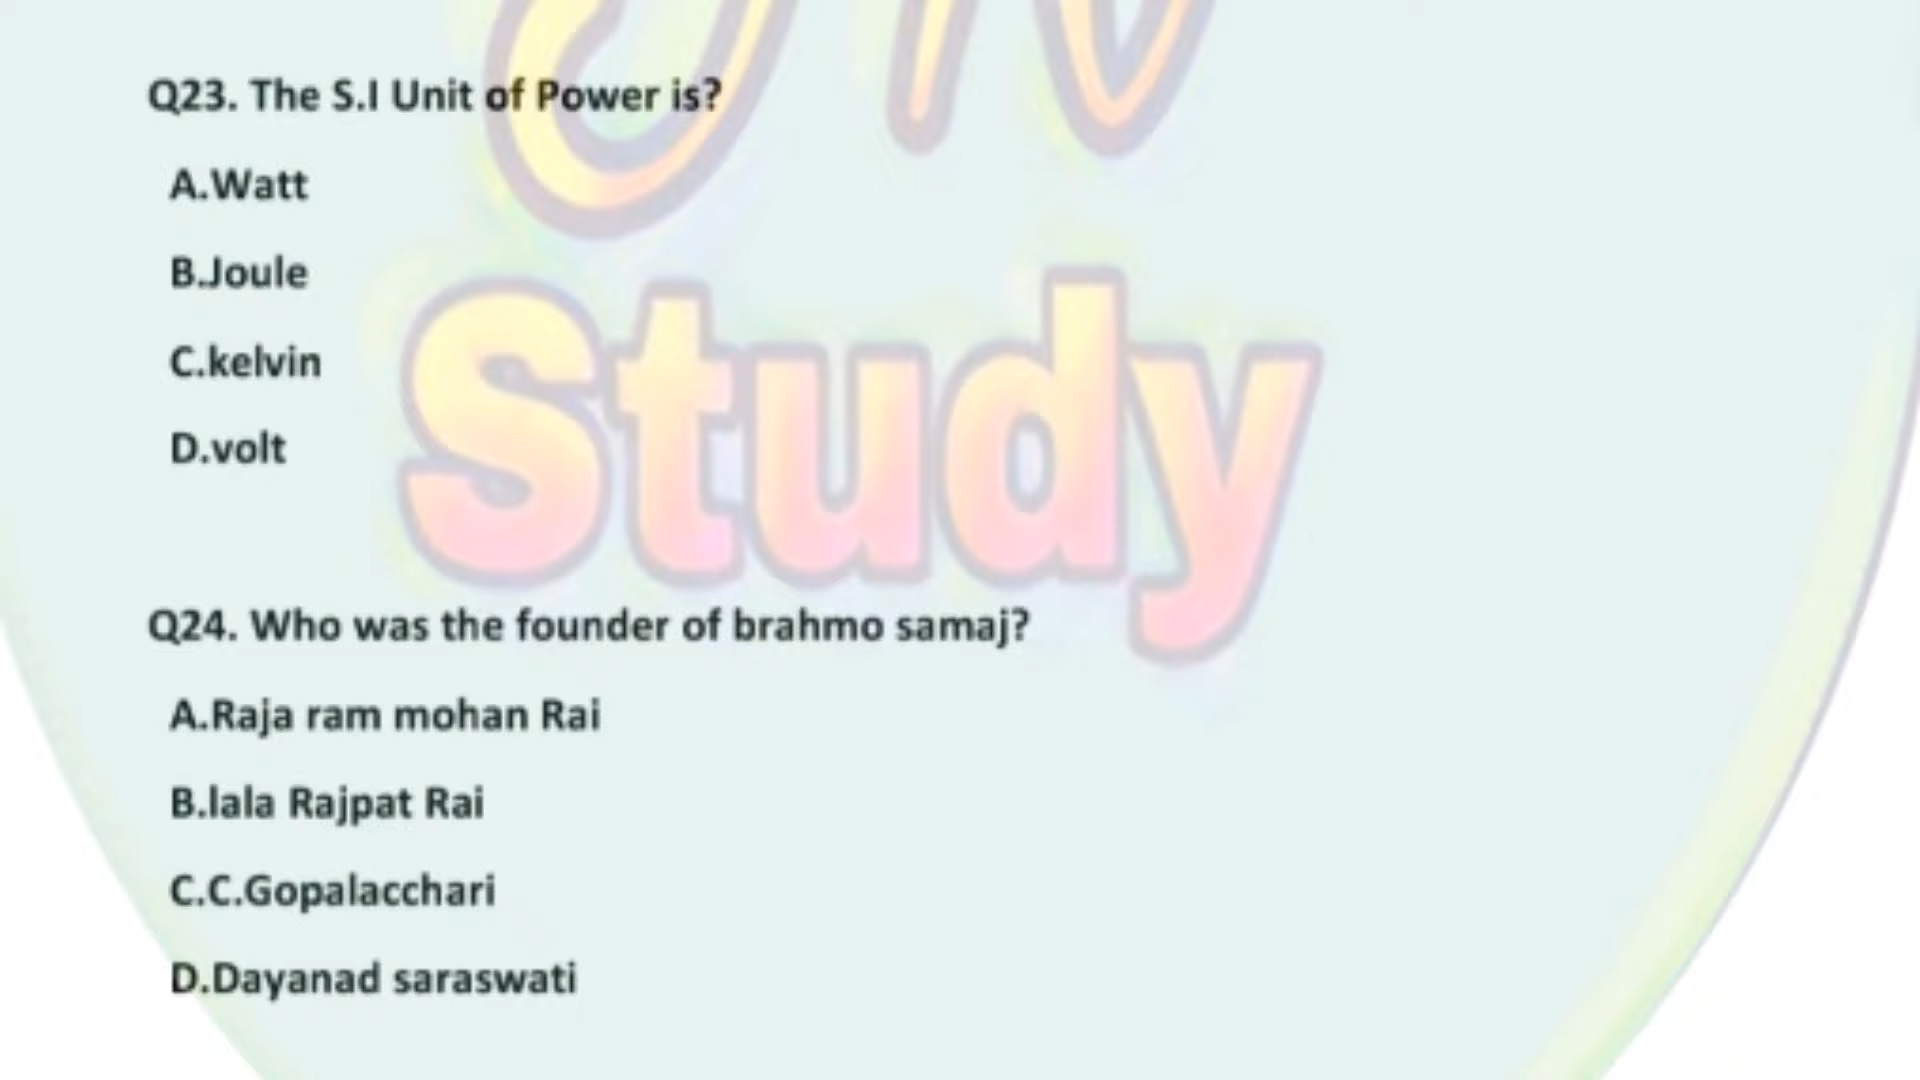 Q23. The S.I Unit of Power is?
A.Watt
B.Joule
C.kelvin
D.volt
Study
Q24. Who was the founder of brahmo samaj?
A.Raja ram mohan Rai
B.lala Rajpat Rai
C.C.Gopalacchari
D.Dayanad saraswati